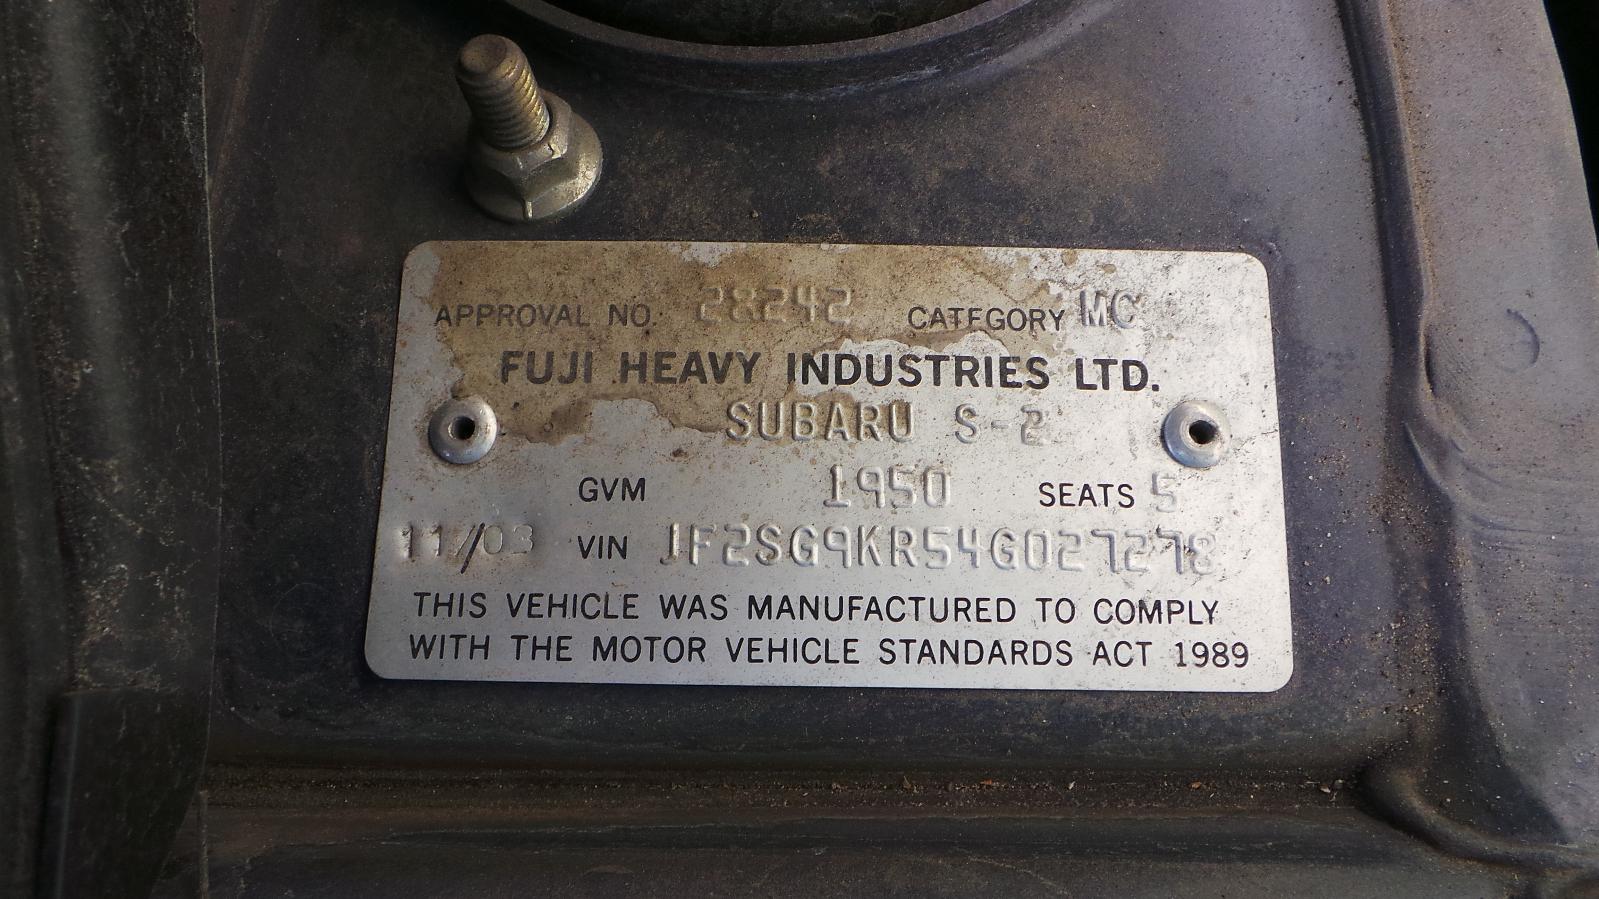 APPROVAL NO. 28242 CATEGORY MC
FUJI HEAVY INDUSTRIES LTD.
SUBARU S-2
GVM 1950 SEATS 5
11/03 VIN JF2SG9KR54G027278
THIS VEHICLE WAS MANUFACTURED TO COMPLY
WITH THE MOTOR VEHICLE STANDARDS ACT 1989